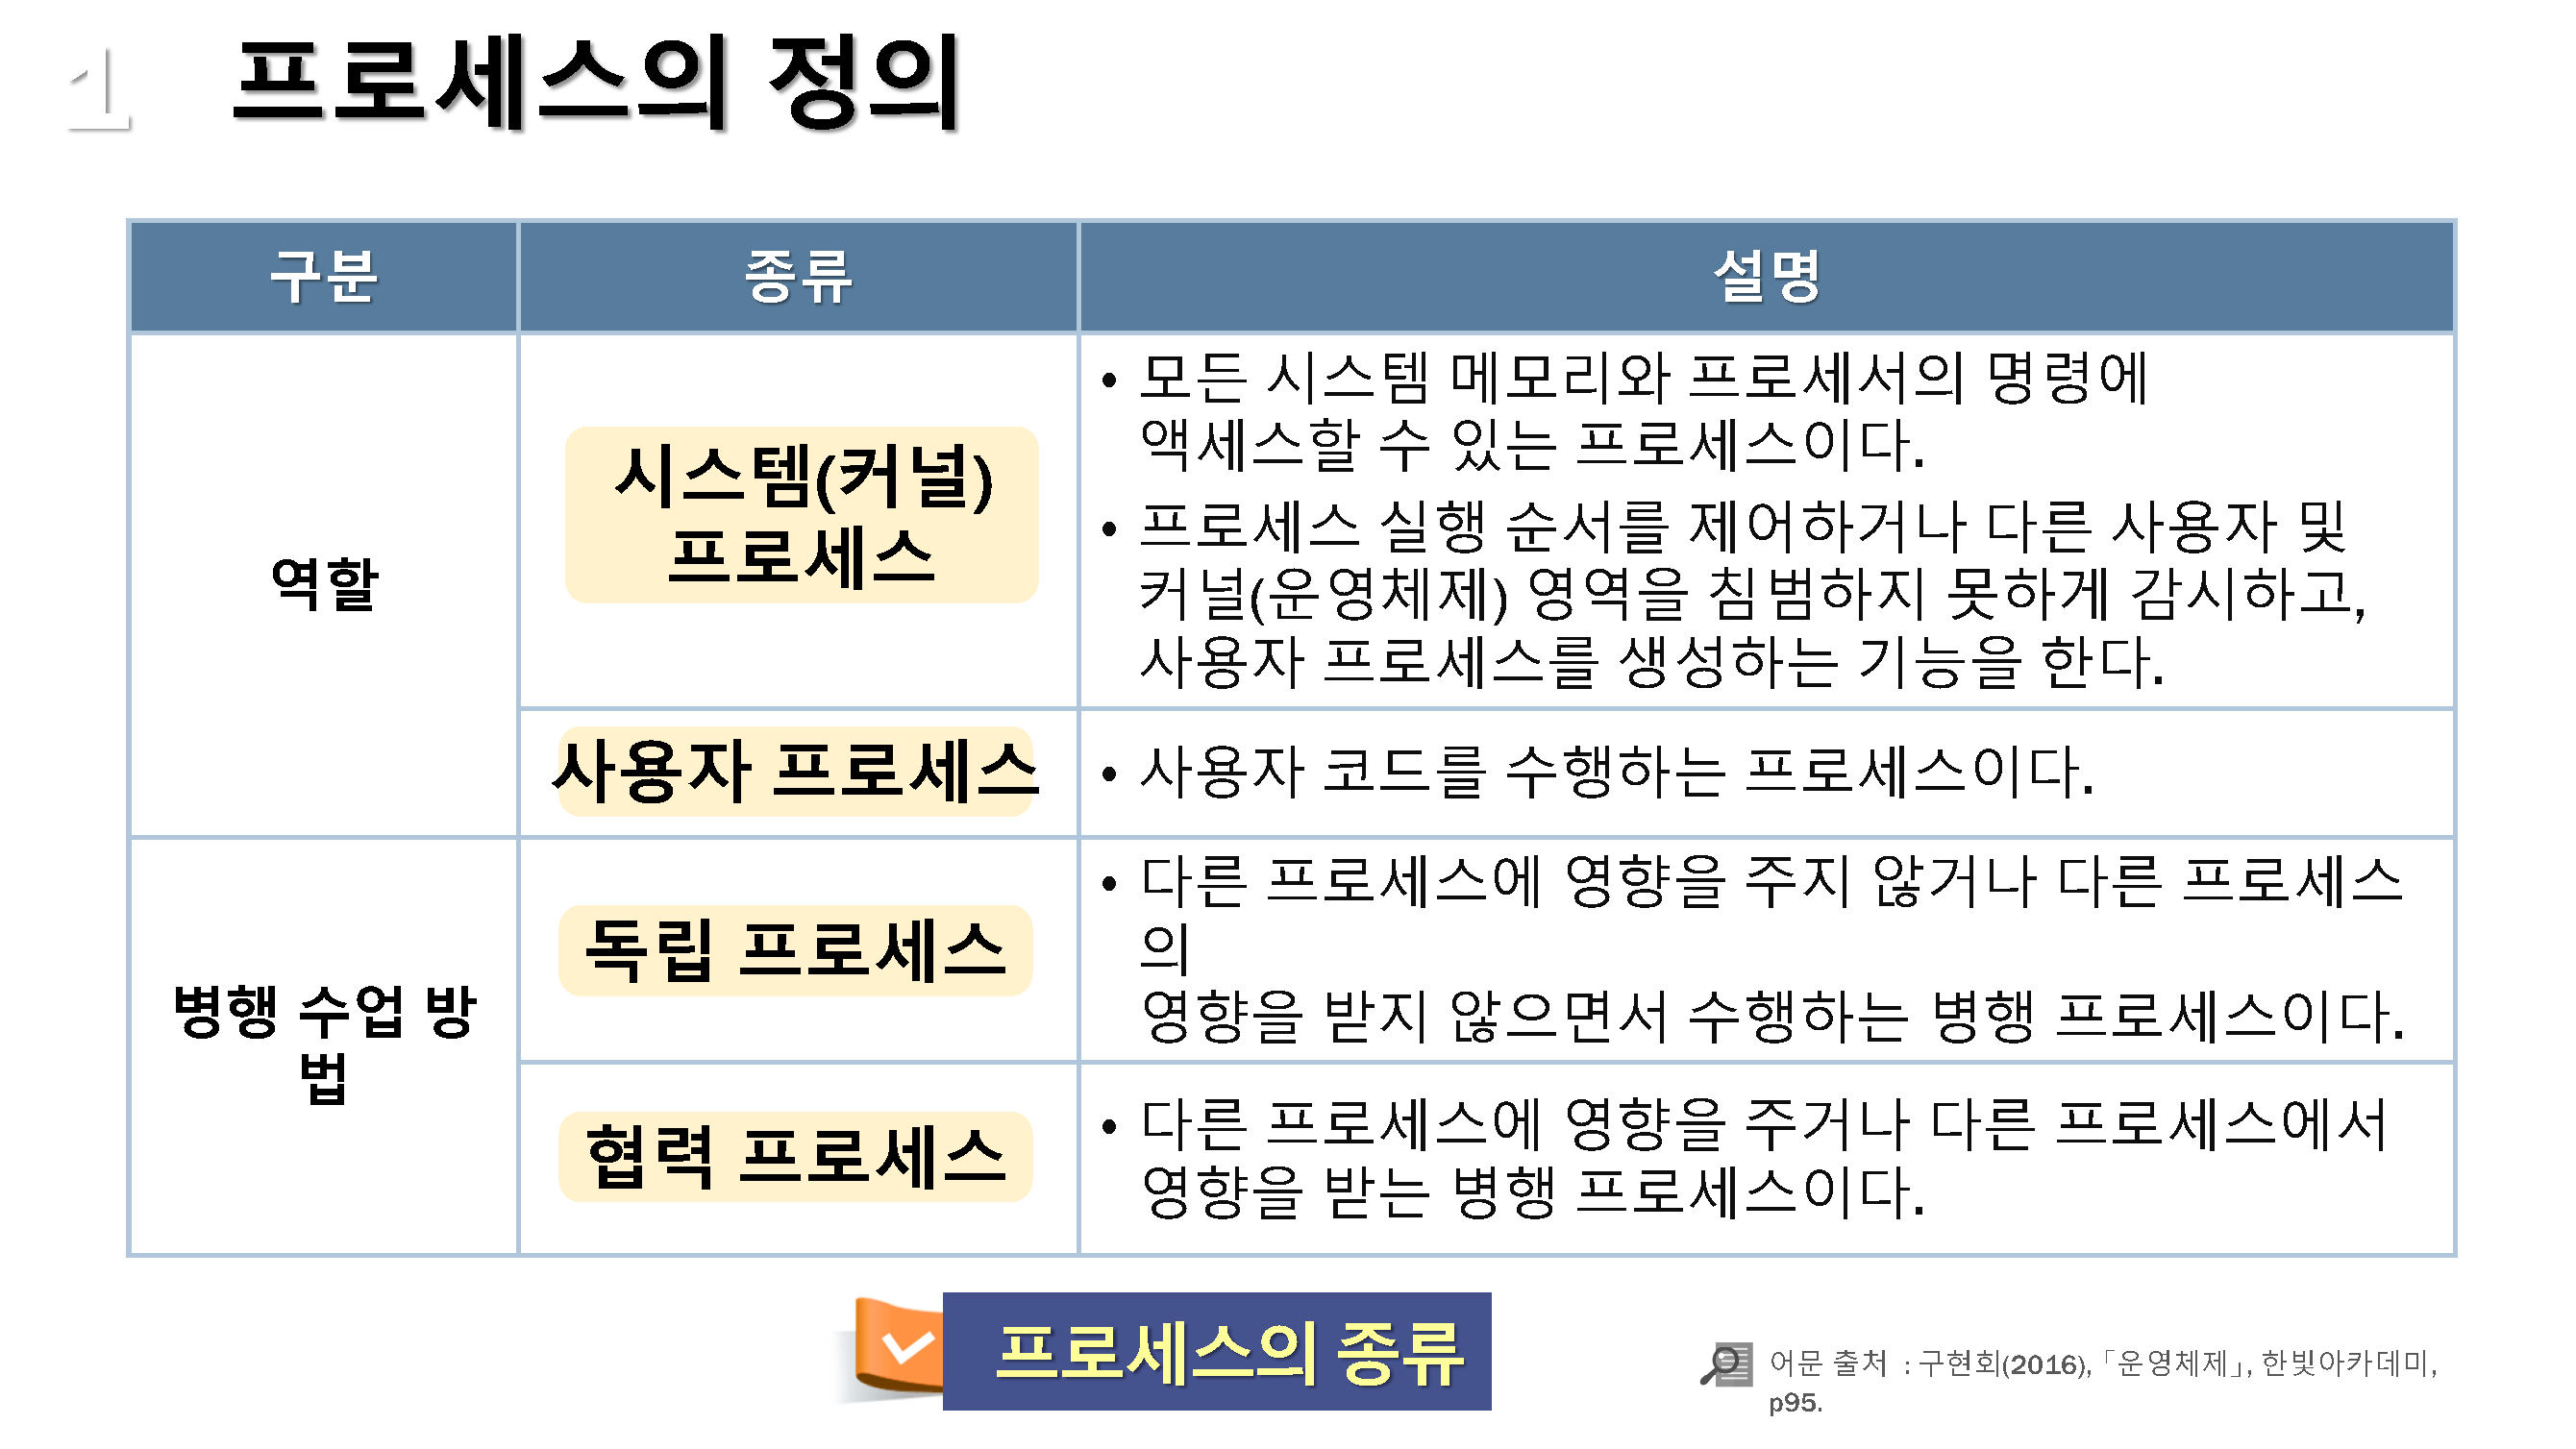 1 프로세스의 정의
구분 종류 설명
역할
시스템(커널)
프로세스
• 모든 시스템 메모리와 프로세서의 명령에
액세스할 수 있는 프로세스이다.
• 프로세스 실행 순서를 제어하거나 다른 사용자 및
커널(운영체제) 영역을 침범하지 못하게 감시하고,
사용자 프로세스를 생성하는 기능을 한다.
사용자 프로세스
• 사용자 코드를 수행하는 프로세스이다.
병행 수업 방
법
독립 프로세스
• 다른 프로세스에 영향을 주지 않거나 다른 프로세스
의
영향을 받지 않으면서 수행하는 병행 프로세스이다.
협력 프로세스
• 다른 프로세스에 영향을 주거나 다른 프로세스에서
영향을 받는 병행 프로세스이다.
프로세스의 종류
어문 출처 : 구현회(2016), 「운영체제」, 한빛아카데미,
p95.